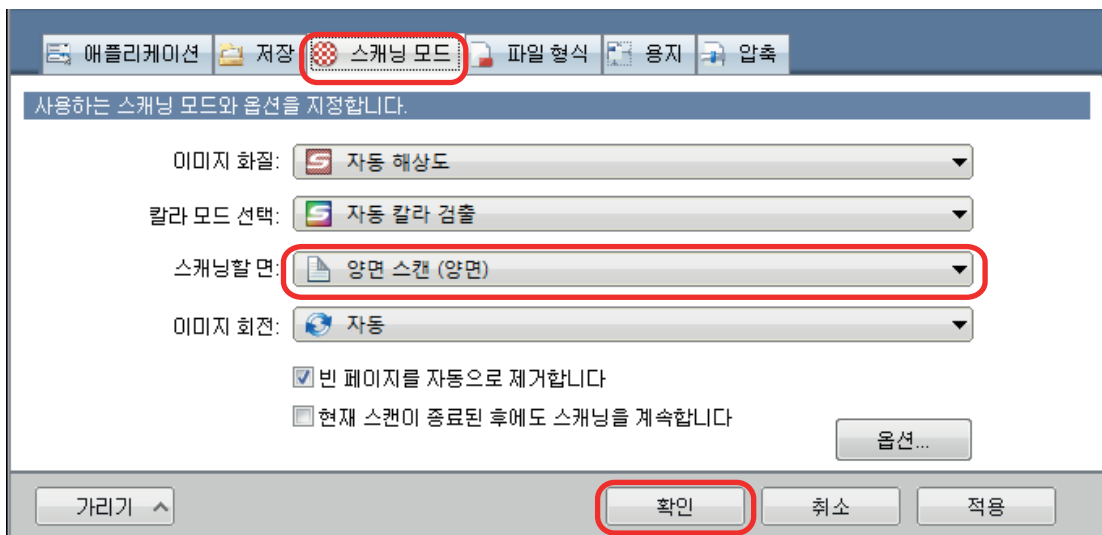 애플리케이션 저장 스캐닝 모드 파일 형식 용지 압축
사용하는 스캐닝 모드와 옵션을 지정합니다.
이미지 화질: 자동 해상도
칼라 모드 선택: 자동 칼라 검출
스캐닝할 면: 양면 스캔 (양면)
이미지 회전: 자동
빈 페이지를 자동으로 제거합니다
현재 스캔이 종료된 후에도 스캐닝을 계속합니다
옵션...
가리기 확인 취소 적용